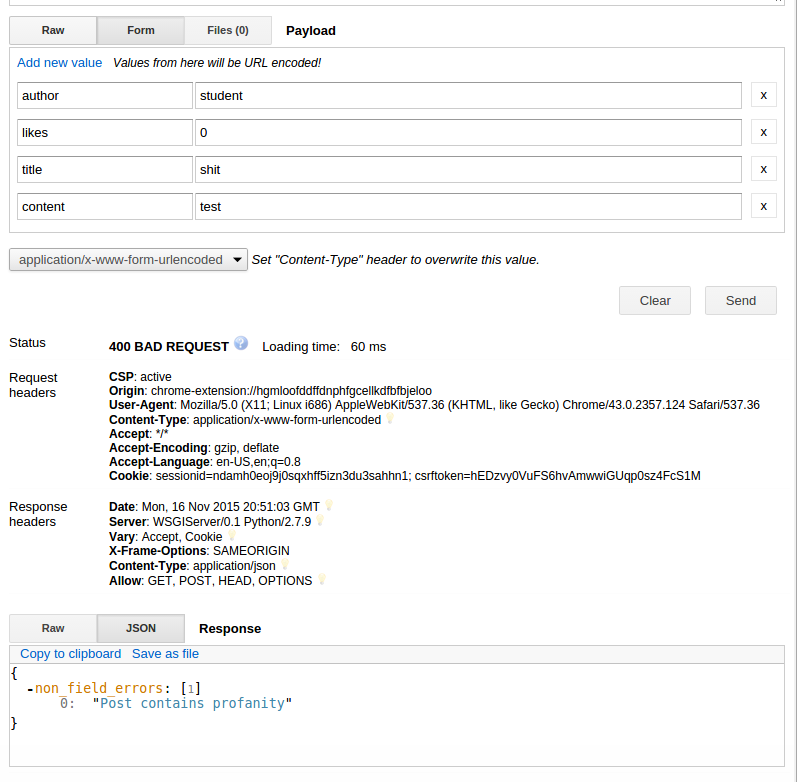 Raw Form Files (0) Payload
Add new value Values from here will be URL encoded!
author student x
likes 0 x
title shit x
content test x
application/x-www-form-urlencoded Set "Content-Type" header to overwrite this value.
Clear Send
Status 400 BAD REQUEST ? Loading time: 60 ms
Request headers
CSP: active
Origin: chrome-extension://hgmloofddffdnphfgcellkdfbfbjeloo
User-Agent: Mozilla/5.0 (X11; Linux i686) AppleWebKit/537.36 (KHTML, like Gecko) Chrome/43.0.2357.124 Safari/537.36
Content-Type: application/x-www-form-urlencoded
Accept: */*
Accept-Encoding: gzip, deflate
Accept-Language: en-US,en;q=0.8
Cookie: sessionid=ndamh0eoj9j0sqxhff5izn3du3sahhn1; csrftoken=hEDzvy0VuFS6hvAmwwiGUqp0sz4FcS1M
Response headers
Date: Mon, 16 Nov 2015 20:51:03 GMT
Server: WSGIServer/0.1 Python/2.7.9
Vary: Accept, Cookie
X-Frame-Options: SAMEORIGIN
Content-Type: application/json
Allow: GET, POST, HEAD, OPTIONS
Raw JSON Response
Copy to clipboard Save as file
{
-non_field_errors: [1]
0: "Post contains profanity"
}